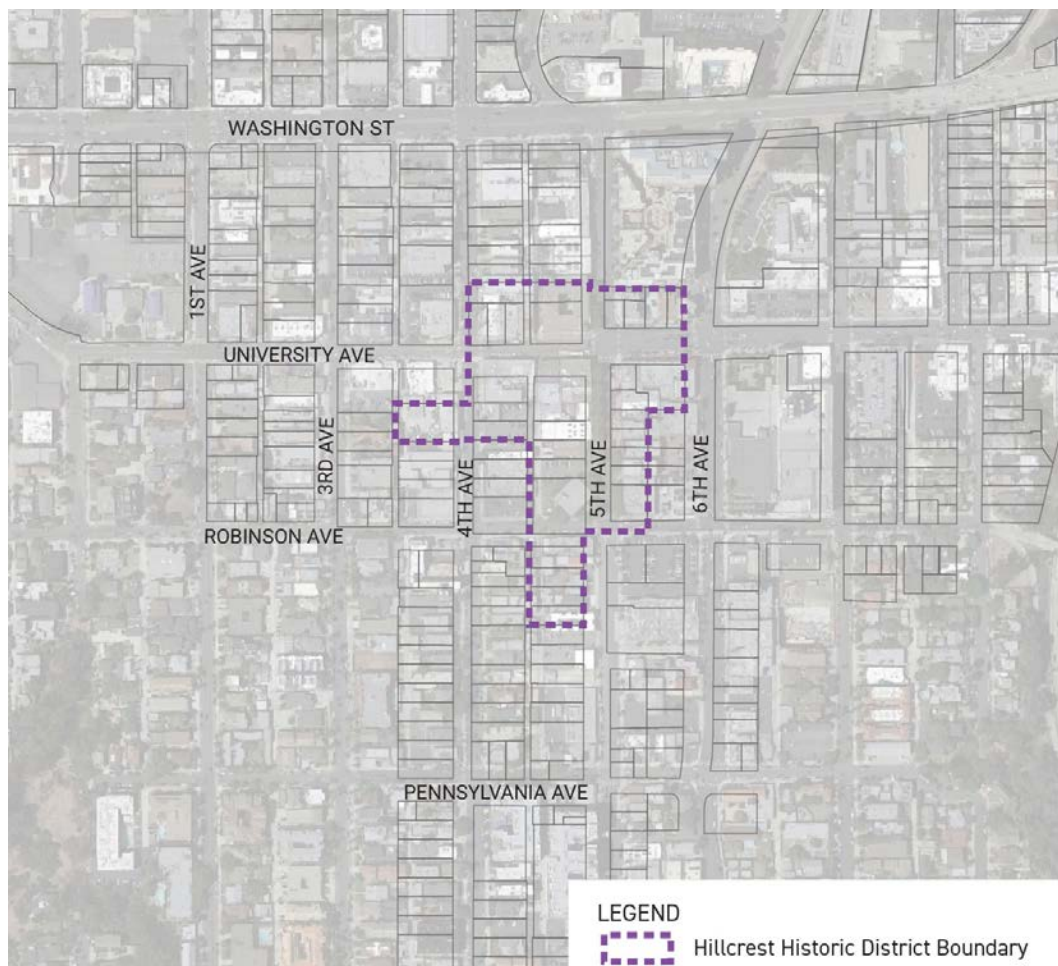 WASHINGTON ST
1ST AVE
UNIVERSITY AVE
3RD AVE
4TH AVE
5TH AVE
6TH AVE
ROBINSON AVE
PENNSYLVANIA AVE
LEGEND
Hillcrest Historic District Boundary